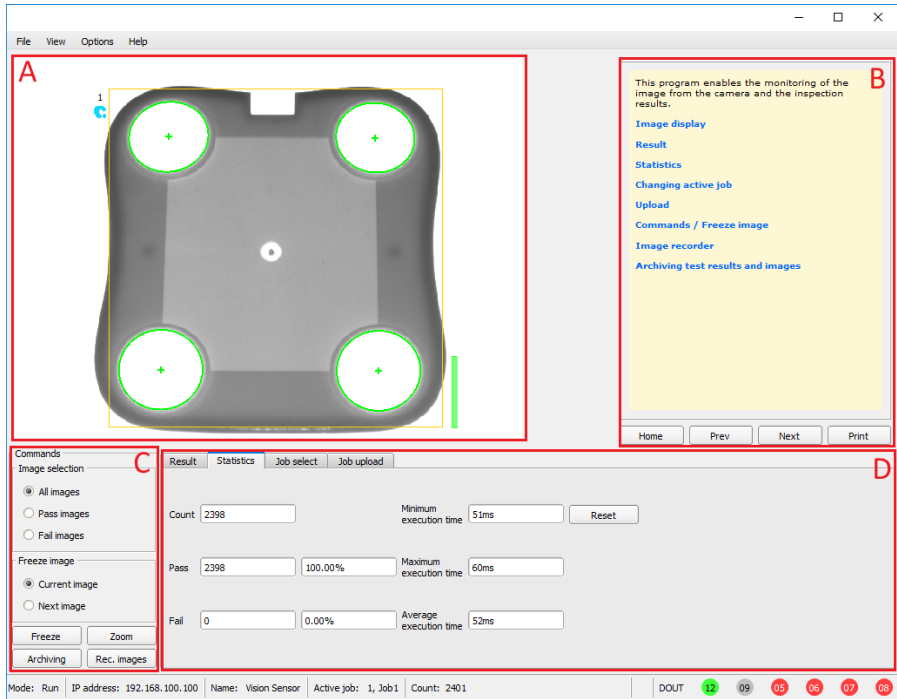 File View Options Help
A
1
B
This program enables the monitoring of the
image from the camera and the inspection
results.
Image display
Result
Statistics
Changing active job
Upload
Commands / Freeze image
Image recorder
Archiving test results and images
Home Prev Next Print
C
Commands
Image selection
All images
Pass images
Fail images
Freeze image
Current image
Next image
Freeze Zoom
Archiving Rec. images
D
Result Statistics Job select Job upload
Count 2398 Minimum
execution time 51ms Reset
Pass 2398 100.00% Maximum
execution time 60ms
Fail 0 0.00% Average
execution time 52ms
Mode: Run IP address: 192.168.100.100 Name: Vision Sensor Active job: 1, Job1 Count: 2401 DOUT 12 09 05 06 07 08